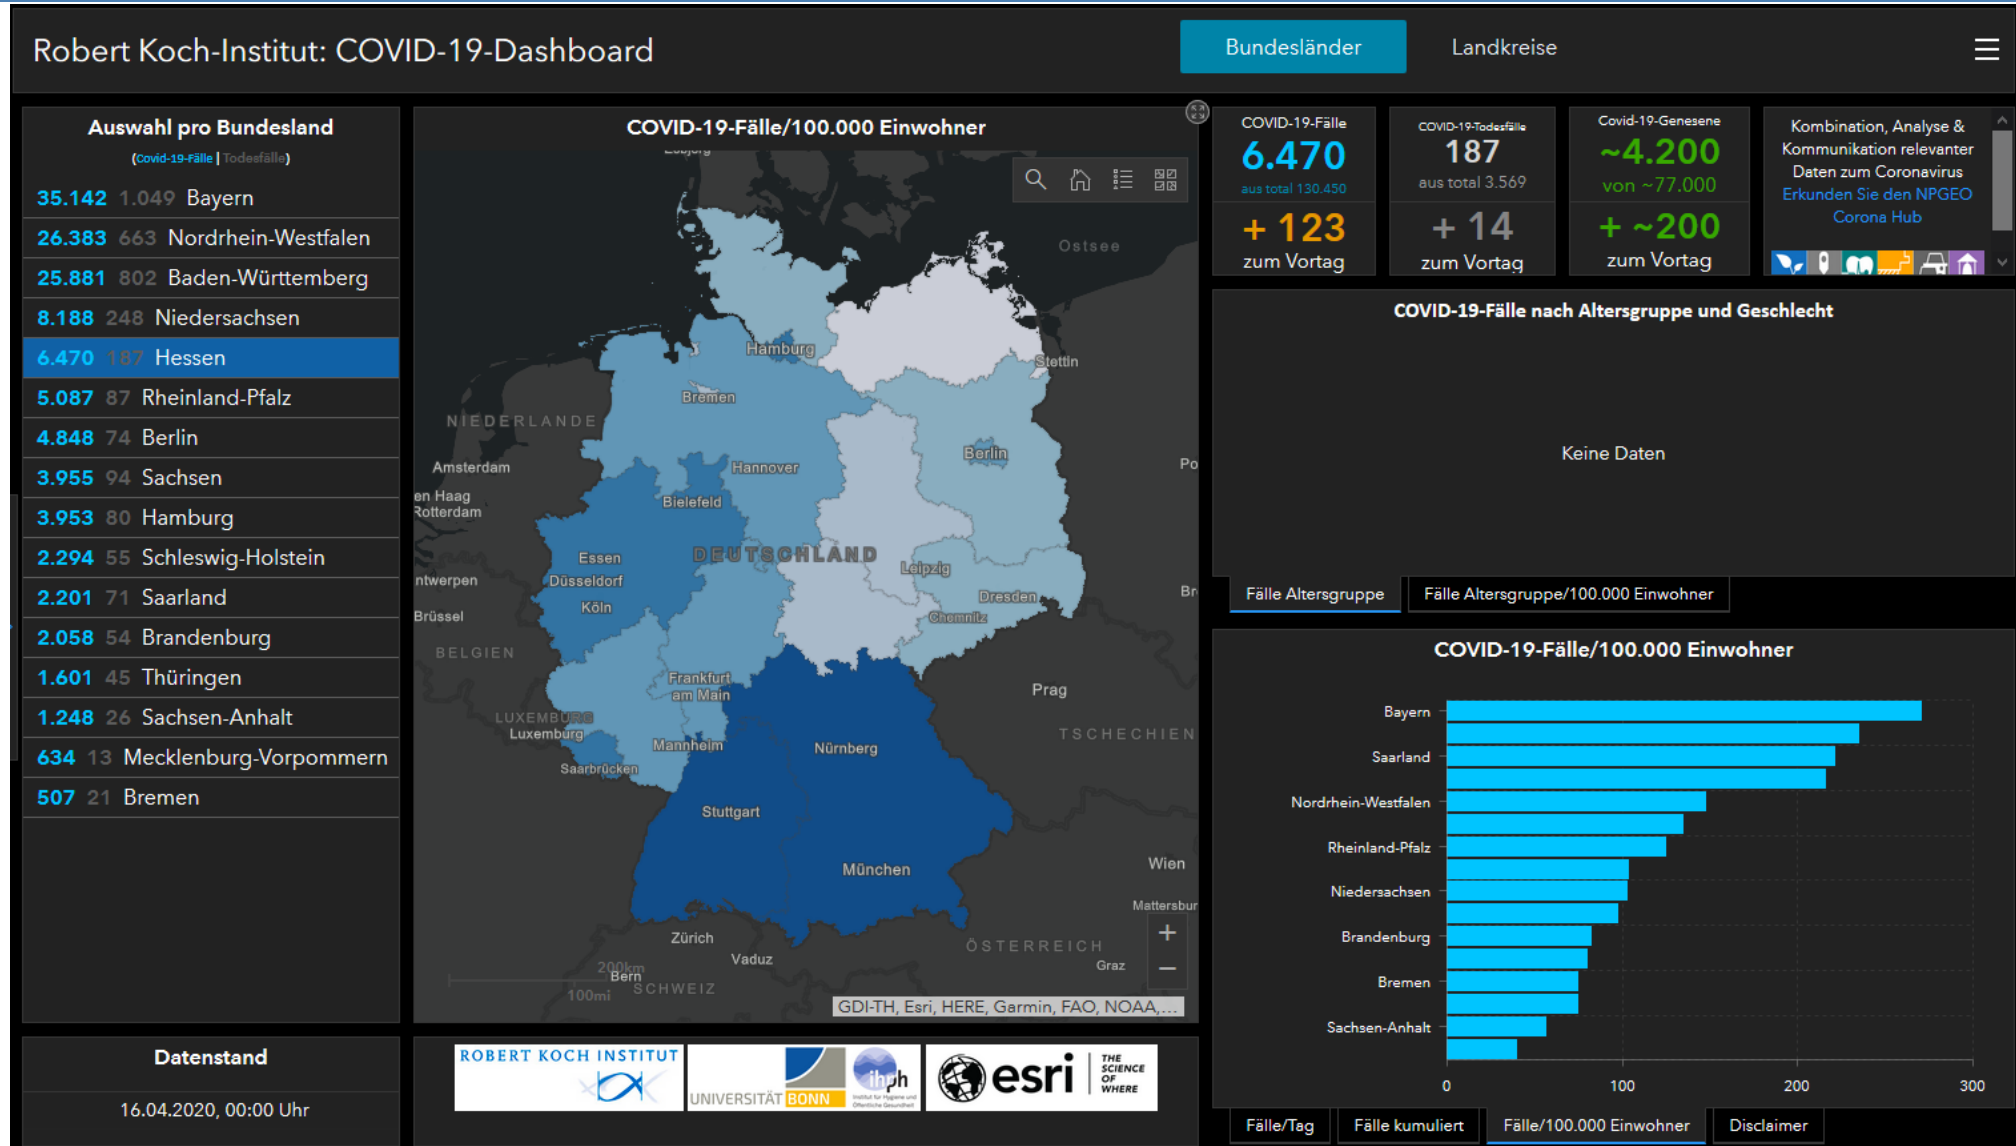 Robert Koch-Institut: COVID-19-Dashboard
Bundesländer
Landkreise
Auswahl pro Bundesland
(Covid-19-Fälle | Todesfälle)
35.142 1.049 Bayern
26.383 663 Nordrhein-Westfalen
25.881 802 Baden-Württemberg
8.188 248 Niedersachsen
6.470 187 Hessen
5.087 87 Rheinland-Pfalz
4.848 74 Berlin
3.955 94 Sachsen
3.953 80 Hamburg
2.294 55 Schleswig-Holstein
2.201 71 Saarland
2.058 54 Brandenburg
1.601 45 Thüringen
1.248 26 Sachsen-Anhalt
634 13 Mecklenburg-Vorpommern
507 21 Bremen
Datenstand
16.04.2020, 00:00 Uhr
COVID-19-Fälle/100.000 Einwohner
Esbjerg
Ostsee
Hamburg
Stettin
Bremen
NIEDERLANDE
Berlin
Amsterdam
Hannover
Po
en Haag
Rotterdam
Bielefeld
Essen
DEUTSCHLAND
Leipzig
ntwerpen
Düsseldorf
Br
Dresden
Köln
Brüssel
Chemnitz
BELGIEN
Frankfurt
am Main
Prag
LUXEMBURG
Luxemburg
TSCHECHIEN
Mannheim
Nürnberg
Saarbrücken
Stuttgart
München
Wien
Mattersbur
Zürich
ÖSTERREICH
Vaduz
Graz
200km
Bern
100mi
SCHWEIZ
+
−
GDI-TH, Esri, HERE, Garmin, FAO, NOAA,...
ROBERT KOCH INSTITUT
UNIVERSITÄT BONN
ihph
Institut für Hygiene und
Öffentliche Gesundheit
esri
THE
SCIENCE
OF
WHERE
COVID-19-Fälle
6.470
aus total 130.450
+ 123
zum Vortag
COVID-19-Todesfälle
187
aus total 3.569
+ 14
zum Vortag
Covid-19-Genesene
~4.200
von ~77.000
+ ~200
zum Vortag
Kombination, Analyse &
Kommunikation relevanter
Daten zum Coronavirus
Erkunden Sie den NPGEO
Corona Hub
COVID-19-Fälle nach Altersgruppe und Geschlecht
Keine Daten
Fälle Altersgruppe
Fälle Altersgruppe/100.000 Einwohner
COVID-19-Fälle/100.000 Einwohner
Bayern
Saarland
Nordrhein-Westfalen
Rheinland-Pfalz
Niedersachsen
Brandenburg
Bremen
Sachsen-Anhalt
0 100 200 300
Fälle/Tag
Fälle kumuliert
Fälle/100.000 Einwohner
Disclaimer